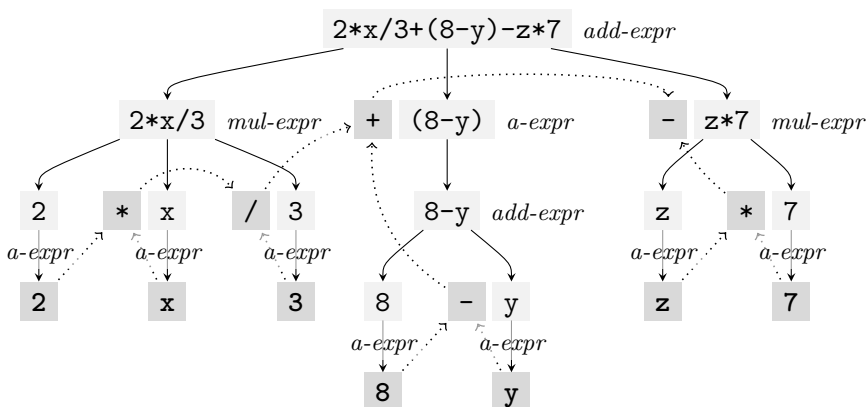 2*x/3+(8-y)-z*7 add-expr
2*x/3 mul-expr + (8-y) a-expr - z*7 mul-expr
2 * x / 3 8-y add-expr z * 7
a-expr a-expr a-expr a-expr a-expr
2 x 3 8 - y z 7
a-expr a-expr
8 y